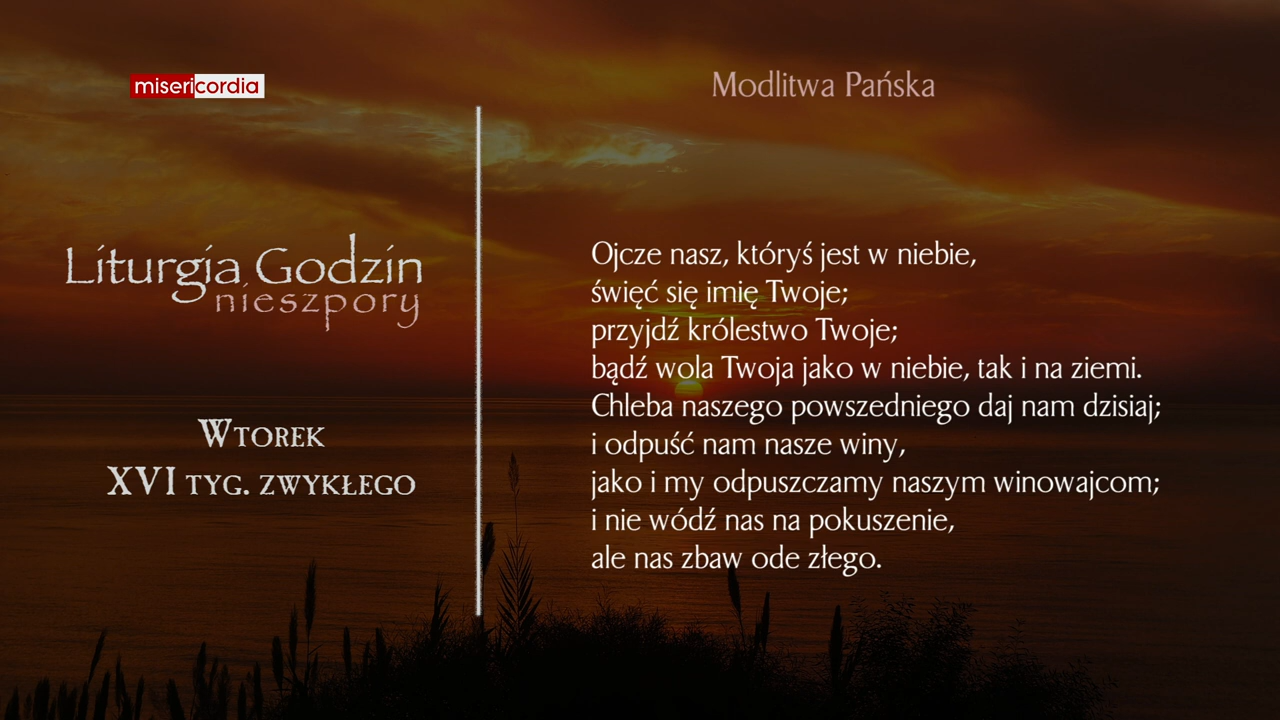 misericordia
Liturgia Godzin
nieszpory
Wtorek
XVI tyg. zwykłego
Modlitwa Pańska
Ojcze nasz, któryś jest w niebie,
święć się imię Twoje;
przyjdź królestwo Twoje;
bądź wola Twoja jako w niebie, tak i na ziemi.
Chleba naszego powszedniego daj nam dzisiaj;
i odpuść nam nasze winy,
jako i my odpuszczamy naszym winowajcom;
i nie wódź nas na pokuszenie,
ale nas zbaw ode złego.